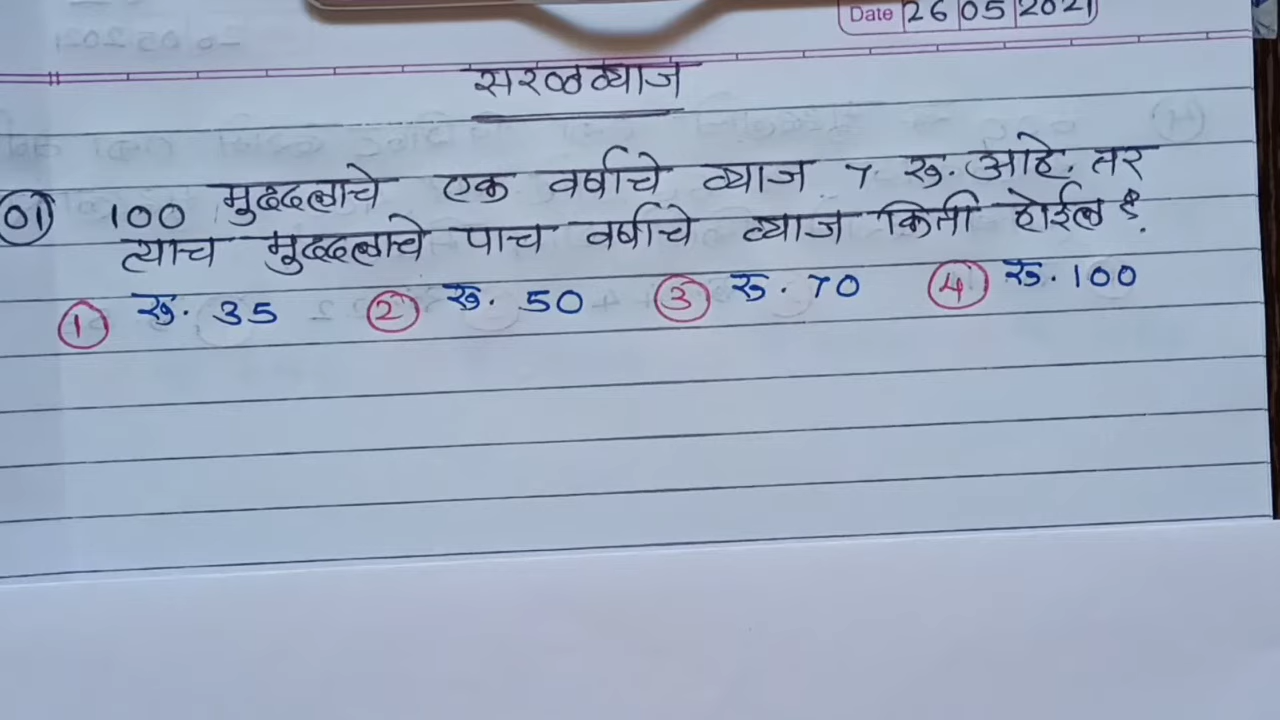 Date 26 05 2021
सरळव्याज
01 100 मुद्दलाचे एक वर्षाचे व्याज 7 रु. आहे. तर
त्याच मुद्दलाचे पाच वर्षाचे व्याज किती होईल ?
1 रु. 35 2 रु. 50 3 रु. 70 4 रु. 100